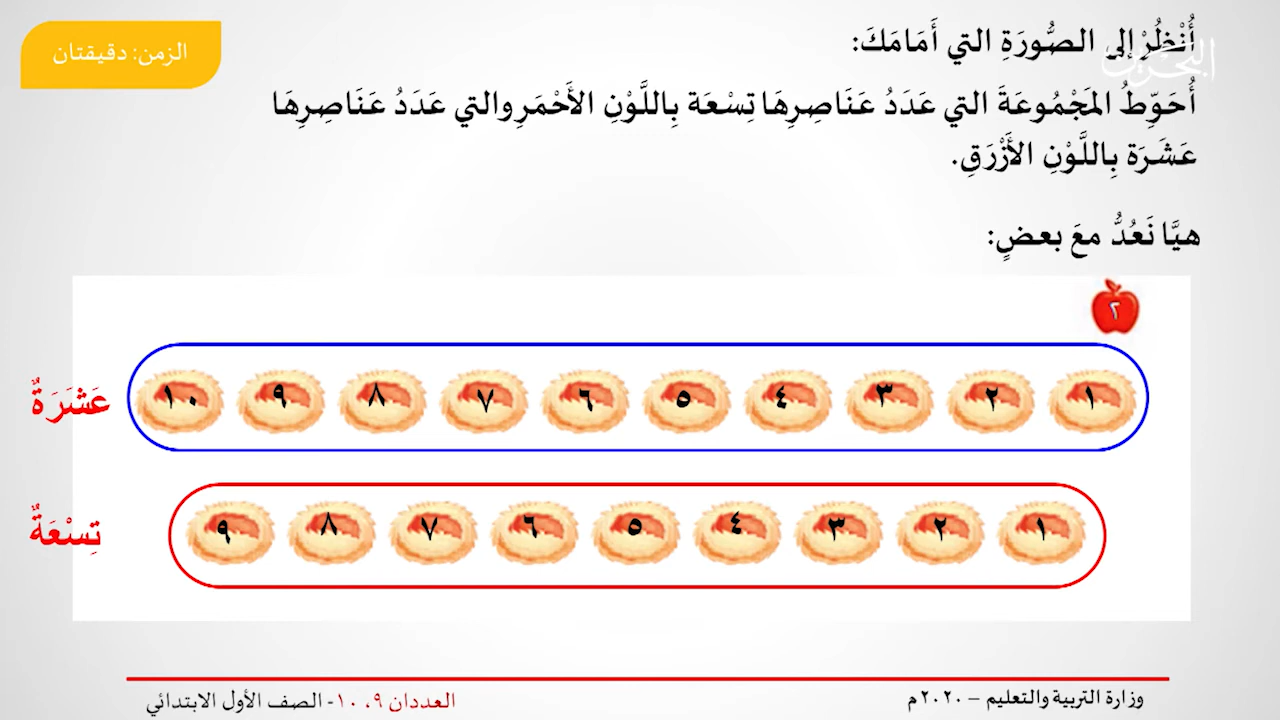 الزمن: دقيقتان
أُنْظُرْ إلى الصُّورَةِ التي أَمَامَكَ:
البحرين
أُحَوِّطُ المَجْمُوعَةَ التي عَدَدُ عَنَاصِرِهَا تِسْعَة بِاللَّوْنِ الأَحْمَرِ والتي عَدَدُ عَنَاصِرِهَا
عَشَرَة بِاللَّوْنِ الأَزْرَقِ.
هيَّا نَعُدُّ معَ بعضٍ:
٢
١ ٢ ٣ ٤ ٥ ٦ ٧ ٨ ٩ ١٠ عَشَرَةٌ
١ ٢ ٣ ٤ ٥ ٦ ٧ ٨ ٩ تِسْعَةٌ
وزارة التربية والتعليم – ٢٠٢٠م
العددان ٩، ١٠- الصف الأول الابتدائي